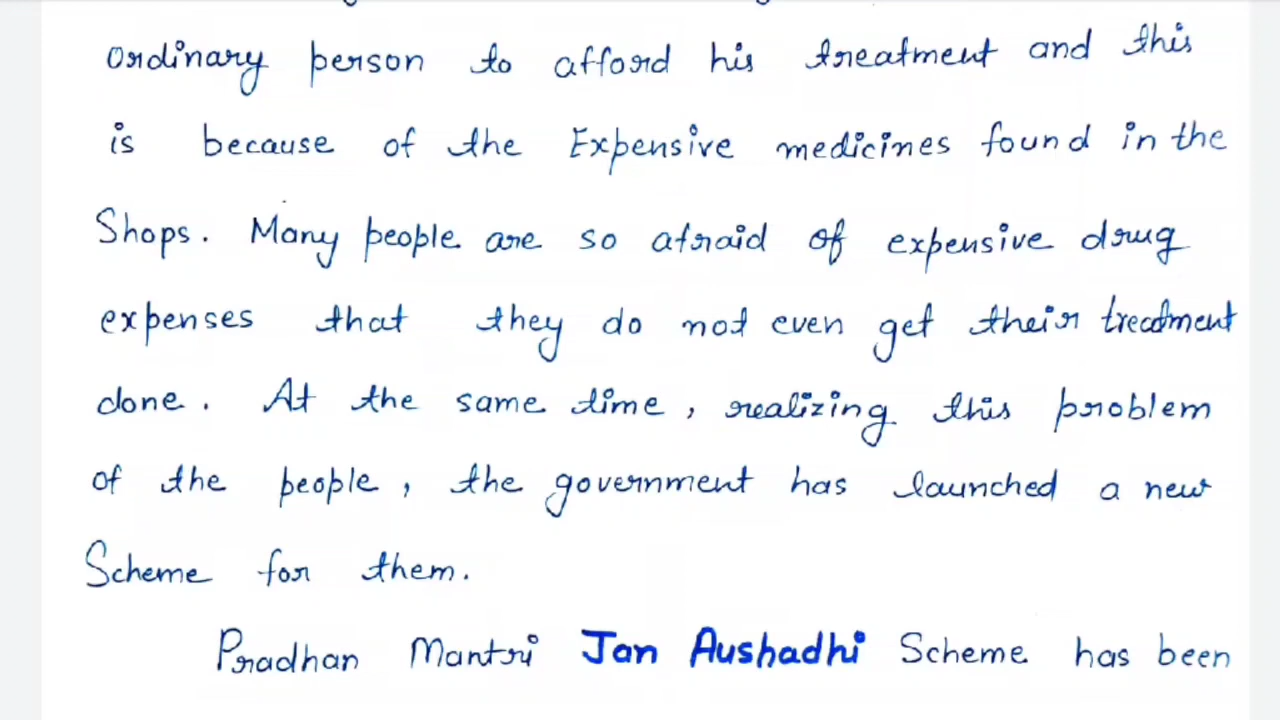 ordinary person to afford his treatment and this
is because of the Expensive medicines found in the
Shops. Many people are so afraid of expensive drug
expenses that they do not even get their treatment
done. At the same time, realizing this problem
of the people, the government has launched a new
Scheme for them.
Pradhan Mantri Jan Aushadhi Scheme has been